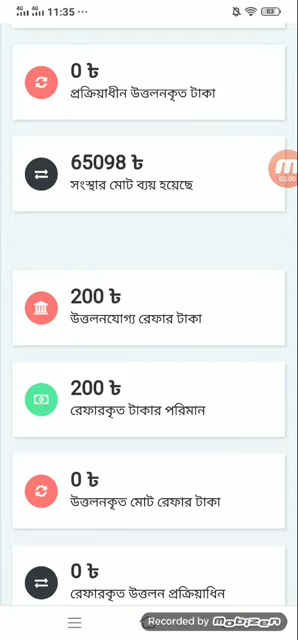 4G 4G 11:35 ...
83
0 ৳
প্রক্রিয়াধীন উত্তলনকৃত টাকা
65098 ৳
সংস্থার মোট ব্যয় হয়েছে
01:00
200 ৳
উত্তলনযোগ্য রেফার টাকা
200 ৳
রেফারকৃত টাকার পরিমান
0 ৳
উত্তলনকৃত মোট রেফার টাকা
0 ৳
রেফারকৃত উত্তলন প্রক্রিয়াধিন
Recorded by Mobizen